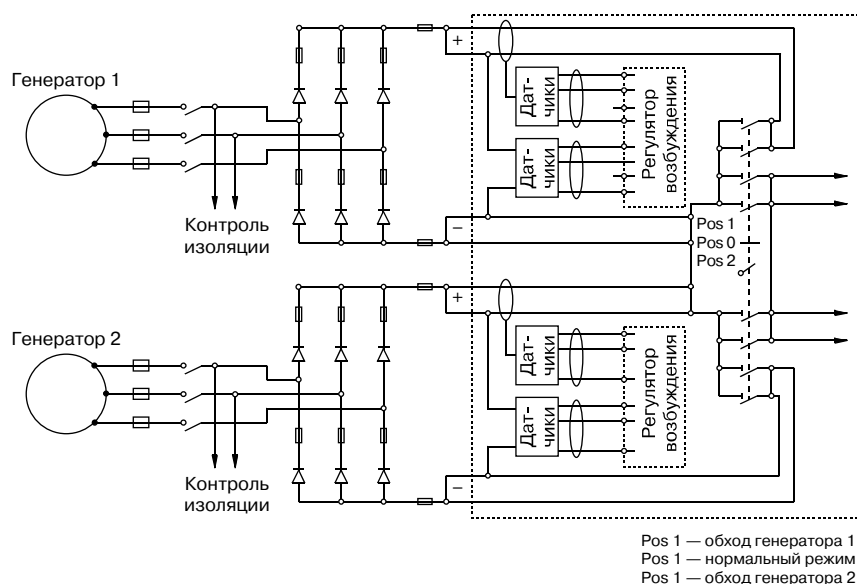 Генератор 1
+
Дат-
чики
Дат-
чики
Регулятор
возбуждения
Контроль
изоляции
–
Pos 1
Pos 0
Pos 2
Генератор 2
+
Дат-
чики
Дат-
чики
Регулятор
возбуждения
Контроль
изоляции
–
Pos 1 — обход генератора 1
Pos 1 — нормальный режим
Pos 1 — обход генератора 2